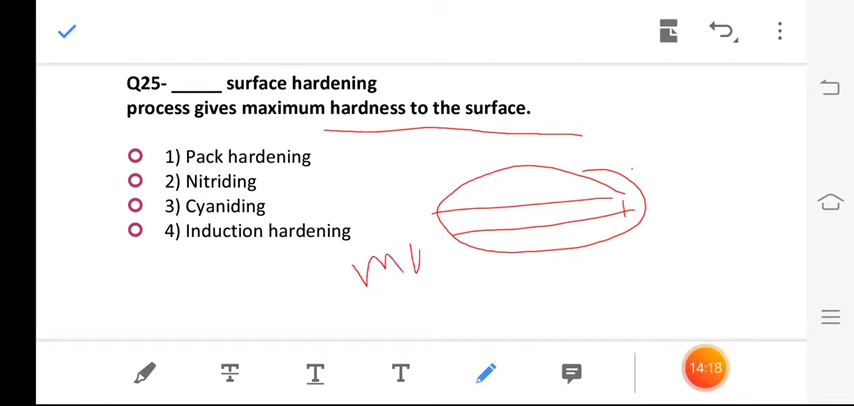 Q25- _____ surface hardening
process gives maximum hardness to the surface.
1) Pack hardening
2) Nitriding
3) Cyaniding
4) Induction hardening
T T T
14:18